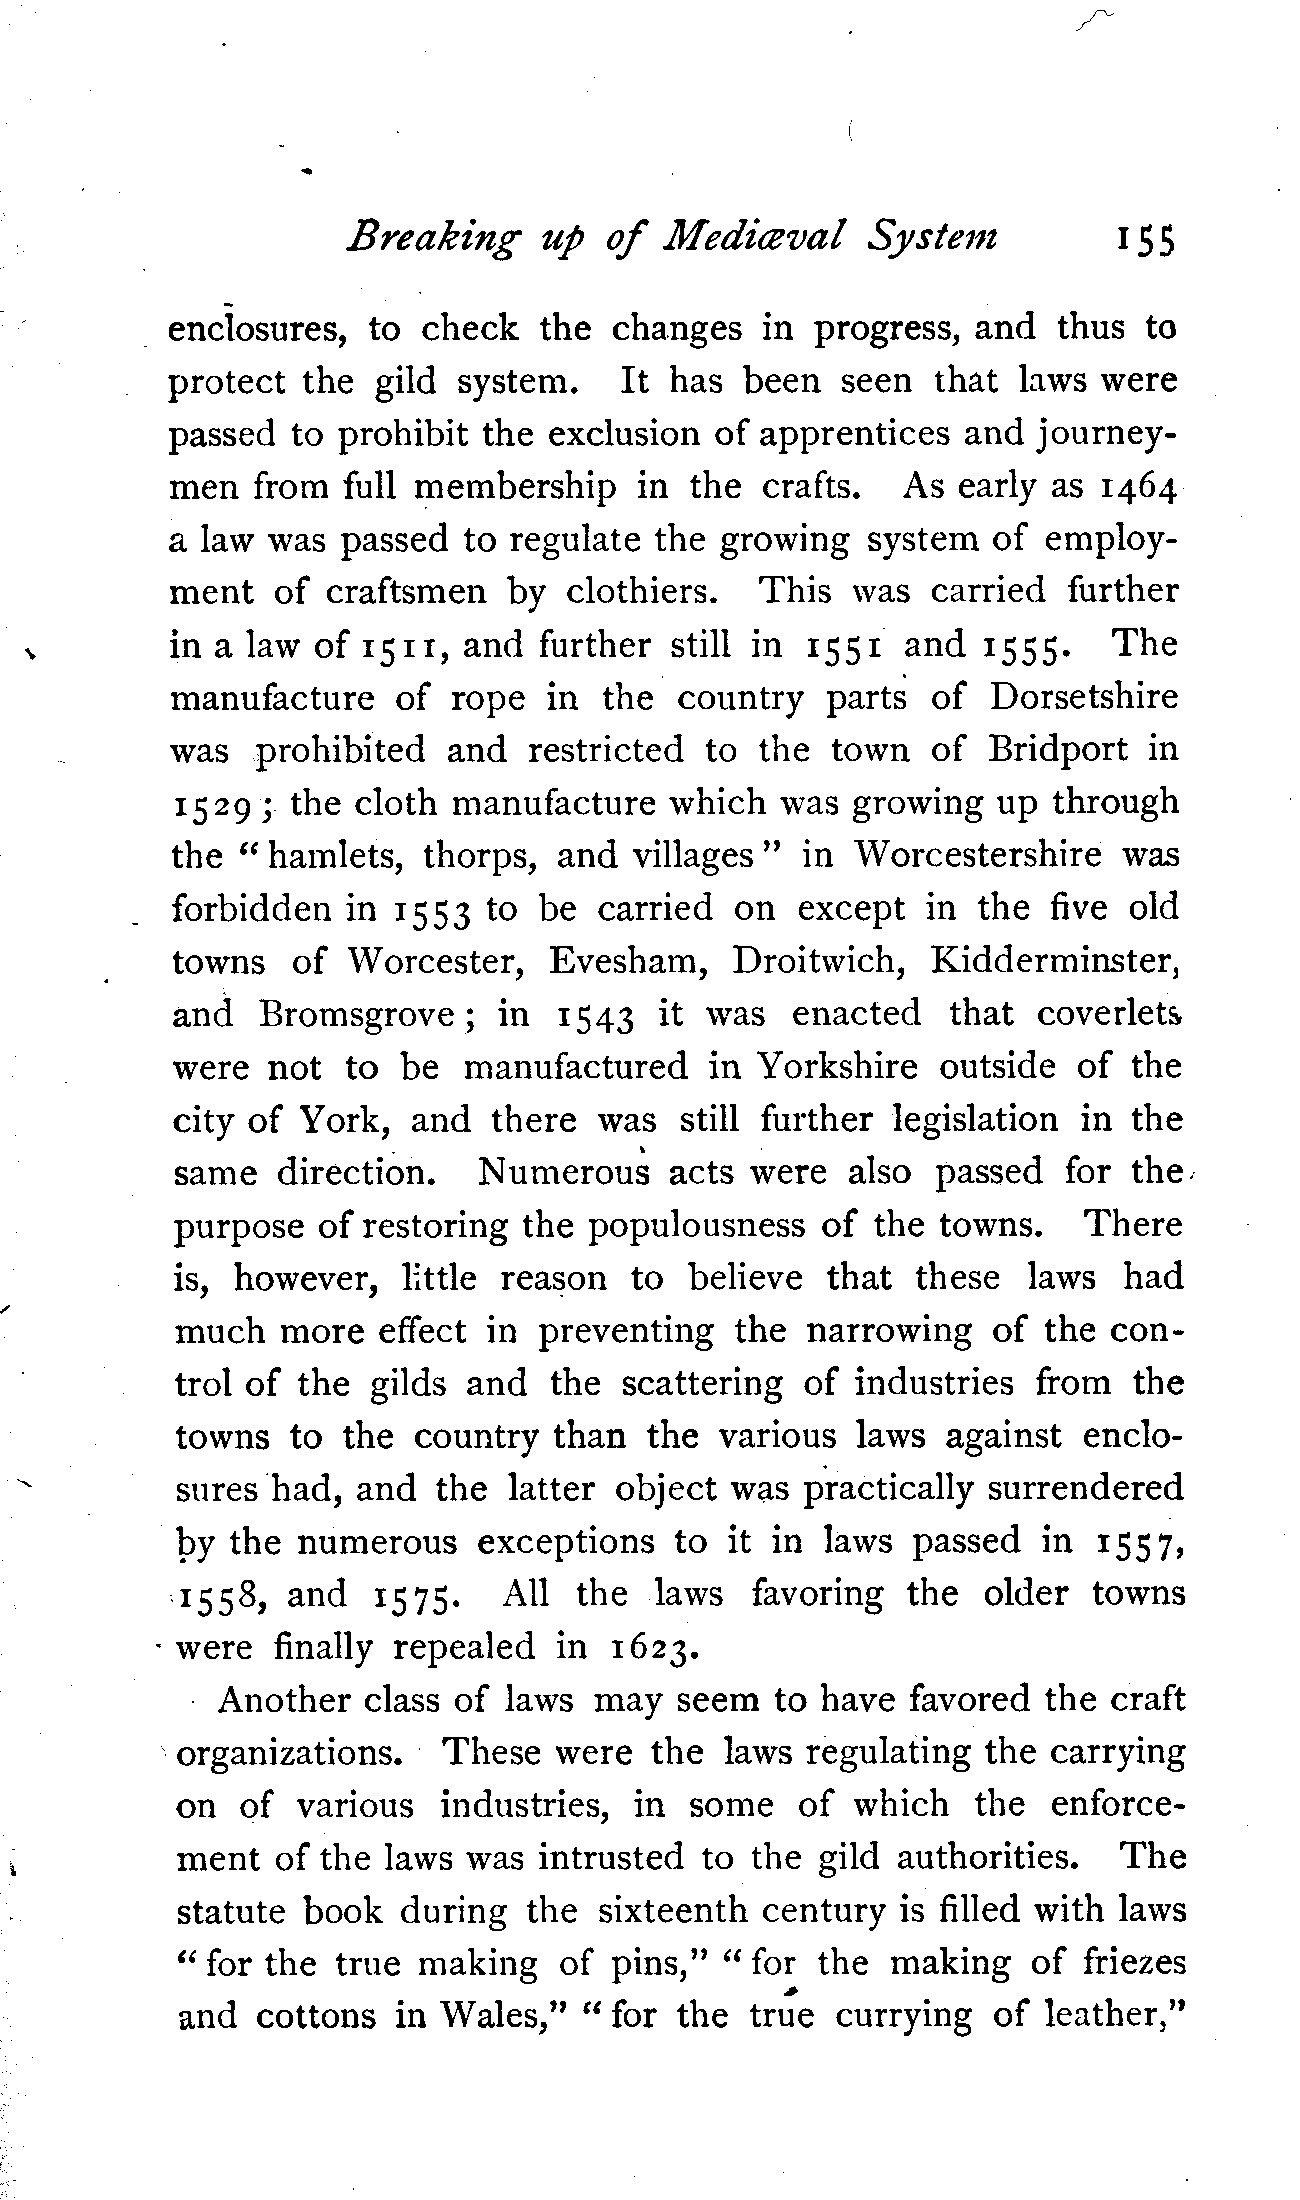 Breaking up of Mediæval System 155
enclosures, to check the changes in progress, and thus to
protect the gild system. It has been seen that laws were
passed to prohibit the exclusion of apprentices and journey-
men from full membership in the crafts. As early as 1464
a law was passed to regulate the growing system of employ-
ment of craftsmen by clothiers. This was carried further
in a law of 1511, and further still in 1551 and 1555. The
manufacture of rope in the country parts of Dorsetshire
was prohibited and restricted to the town of Bridport in
1529 ; the cloth manufacture which was growing up through
the “ hamlets, thorps, and villages ” in Worcestershire was
forbidden in 1553 to be carried on except in the five old
towns of Worcester, Evesham, Droitwich, Kidderminster,
and Bromsgrove ; in 1543 it was enacted that coverlets
were not to be manufactured in Yorkshire outside of the
city of York, and there was still further legislation in the
same direction. Numerous acts were also passed for the
purpose of restoring the populousness of the towns. There
is, however, little reason to believe that these laws had
much more effect in preventing the narrowing of the con-
trol of the gilds and the scattering of industries from the
towns to the country than the various laws against enclo-
sures had, and the latter object was practically surrendered
by the numerous exceptions to it in laws passed in 1557,
1558, and 1575. All the laws favoring the older towns
were finally repealed in 1623.
Another class of laws may seem to have favored the craft
organizations. These were the laws regulating the carrying
on of various industries, in some of which the enforce-
ment of the laws was intrusted to the gild authorities. The
statute book during the sixteenth century is filled with laws
“ for the true making of pins,” “ for the making of friezes
and cottons in Wales,” “ for the true currying of leather,”